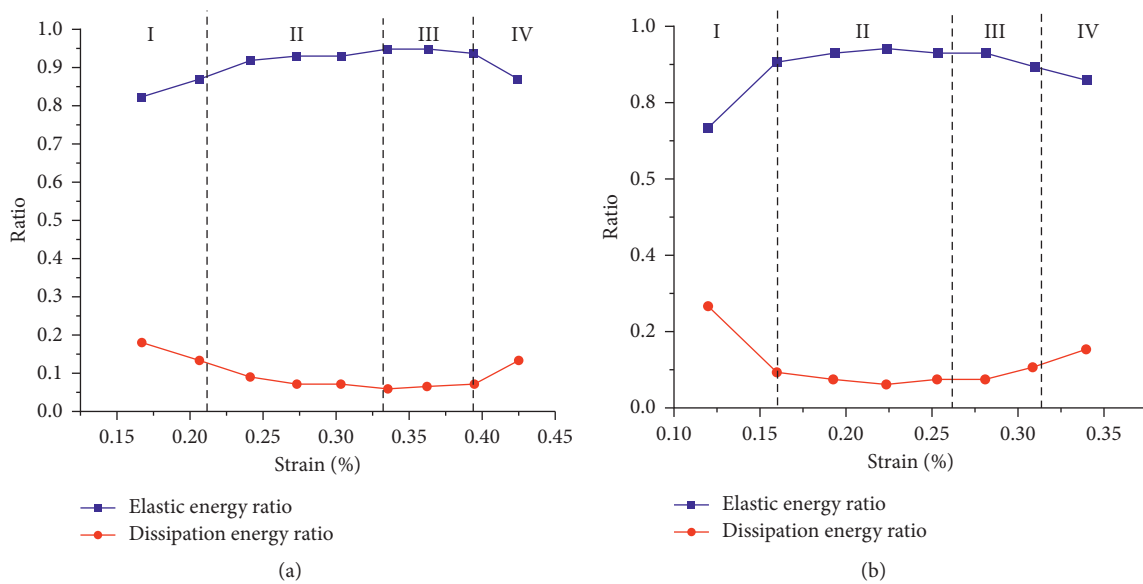 I II III IV
1.0
0.9
0.8
0.7
0.6
0.5
0.4
0.3
0.2
0.1
0.0
Ratio
0.15 0.20 0.25 0.30 0.35 0.40 0.45
Strain (%)
Elastic energy ratio
Dissipation energy ratio
(a)
I II III IV
1.0
0.8
0.5
0.4
0.2
0.0
Ratio
0.10 0.15 0.20 0.25 0.30 0.35
Strain (%)
Elastic energy ratio
Dissipation energy ratio
(b)